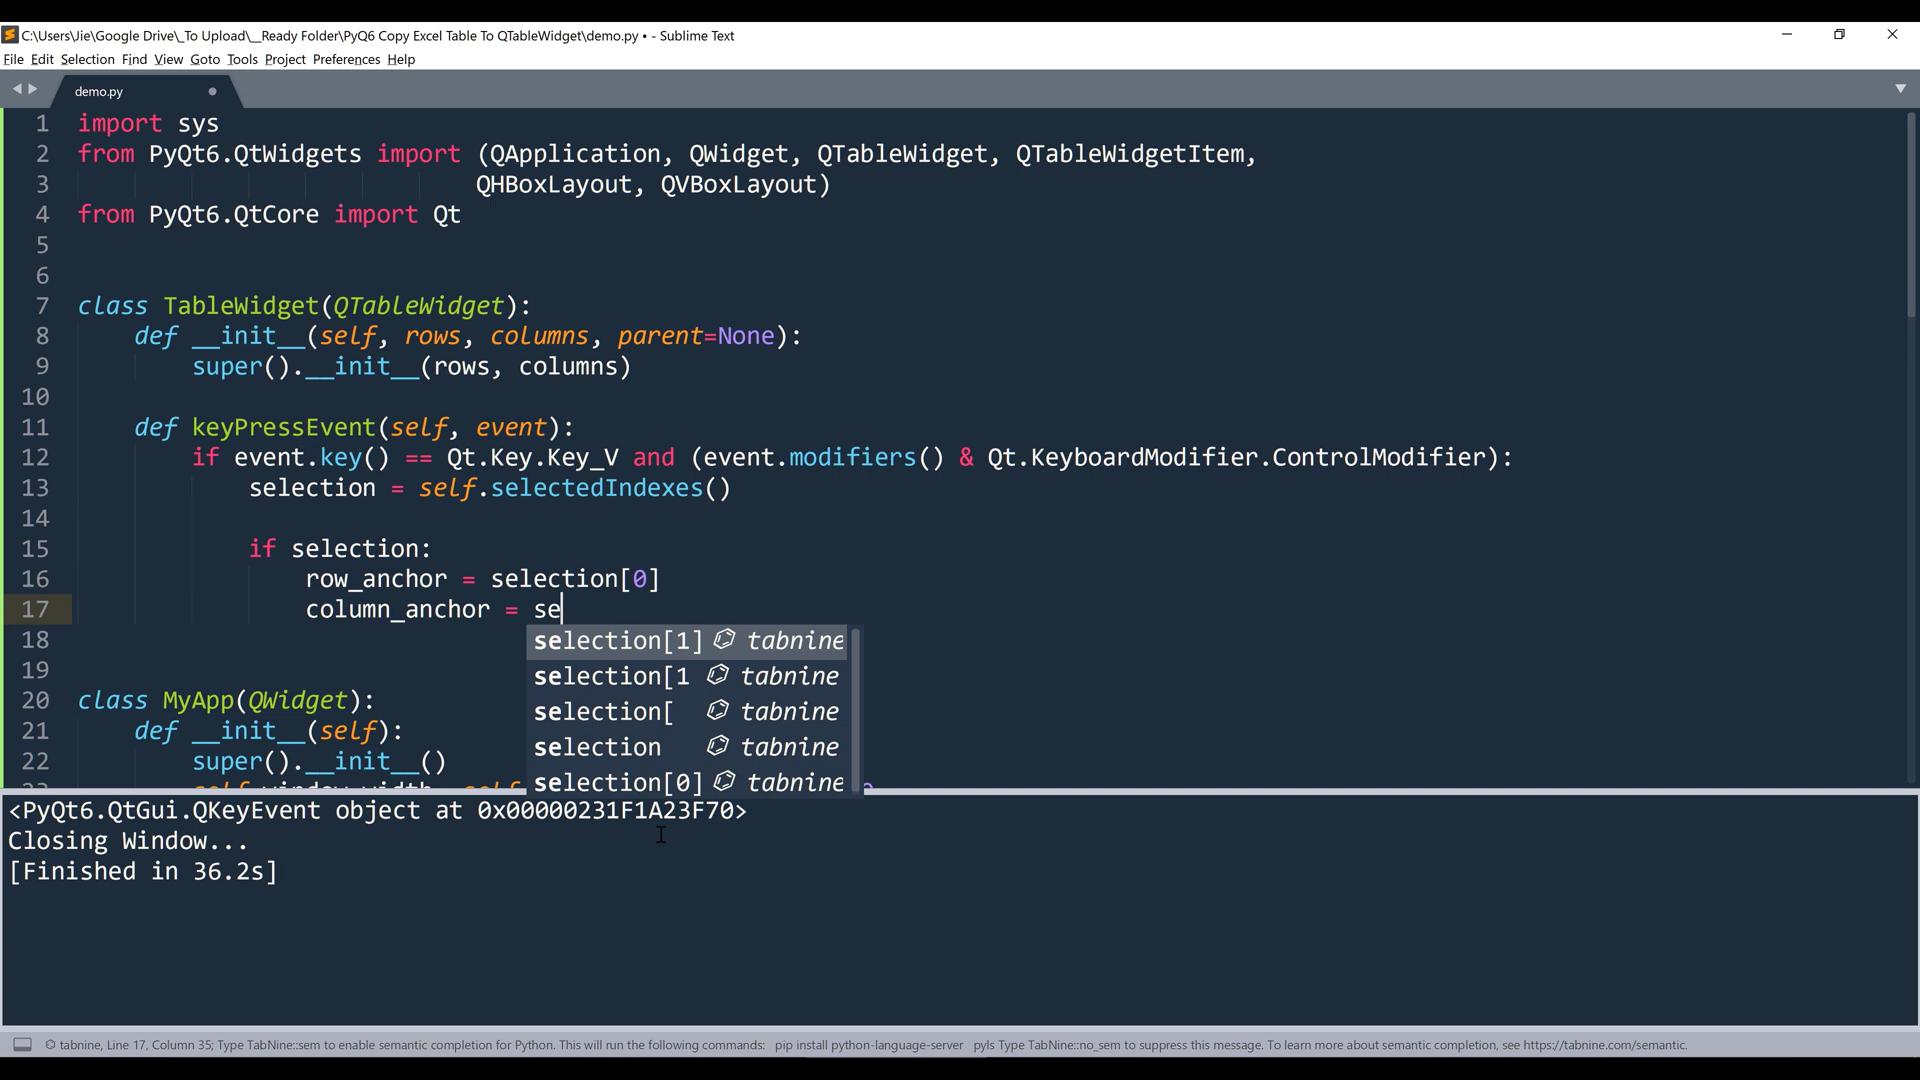 C:\Users\Jie\Google Drive\_To Upload\__Ready Folder\PyQ6 Copy Excel Table To QTableWidget\demo.py • - Sublime Text
File Edit Selection Find View Goto Tools Project Preferences Help
demo.py
1 import sys
2 from PyQt6.QtWidgets import (QApplication, QWidget, QTableWidget, QTableWidgetItem,
3 QHBoxLayout, QVBoxLayout)
4 from PyQt6.QtCore import Qt
5
6
7 class TableWidget(QTableWidget):
8 def __init__(self, rows, columns, parent=None):
9 super().__init__(rows, columns)
10
11 def keyPressEvent(self, event):
12 if event.key() == Qt.Key.Key_V and (event.modifiers() & Qt.KeyboardModifier.ControlModifier):
13 selection = self.selectedIndexes()
14
15 if selection:
16 row_anchor = selection[0]
17 column_anchor = se
18
19
20 class MyApp(QWidget):
21 def __init__(self):
22 super().__init__()
selection[1] tabnine
selection[1 tabnine
selection[ tabnine
selection tabnine
selection[0] tabnine
<PyQt6.QtGui.QKeyEvent object at 0x00000231F1A23F70>
Closing Window...
[Finished in 36.2s]
tabnine, Line 17, Column 35; Type TabNine::sem to enable semantic completion for Python. This will run the following commands: pip install python-language-server pyls Type TabNine::no_sem to suppress this message. To learn more about semantic completion, see https://tabnine.com/semantic.